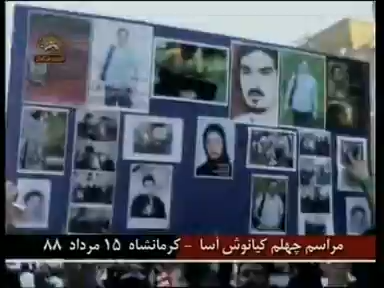 مراسم چهلم کیانوش آسا - کرمانشاه ۱۵ مرداد ۸۸